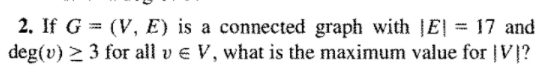 2. If G = (V, E) is a connected graph with |E| = 17 and
deg(v) ≥ 3 for all v ∈ V, what is the maximum value for |V|?